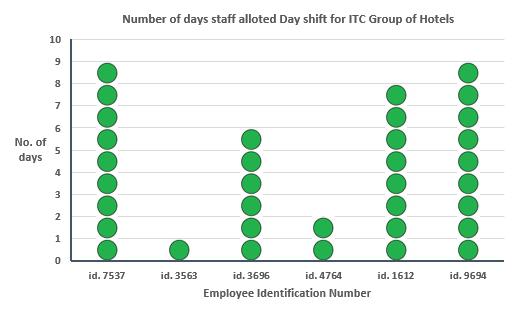 Number of days staff alloted Day shift for ITC Group of Hotels
10
9
8
7
6
5
4
3
2
1
0
No. of
days
id. 7537 id. 3563 id. 3696 id. 4764 id. 1612 id. 9694
Employee Identification Number